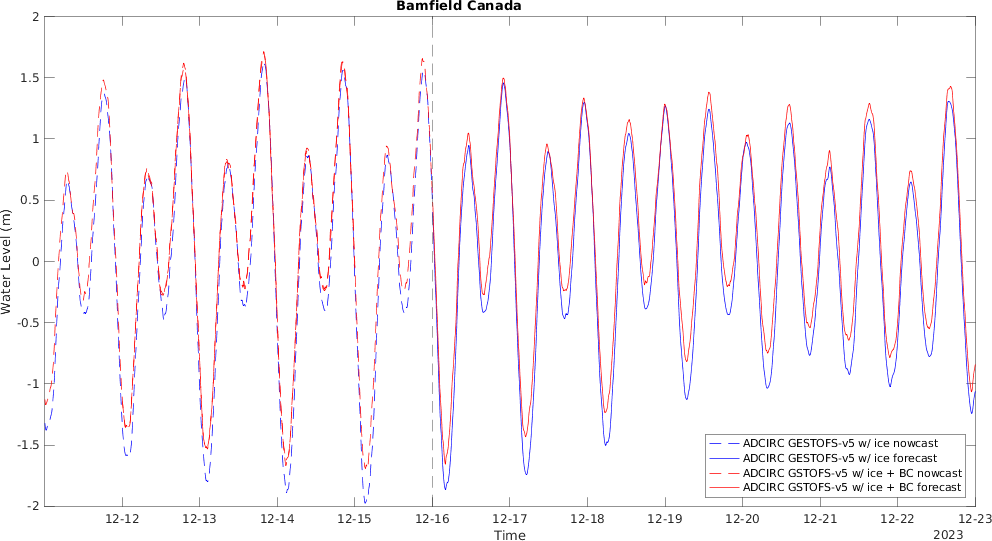 Bamfield Canada
2
1.5
1
0.5
0
-0.5
-1
-1.5
-2
Water Level (m)
12-12 12-13 12-14 12-15 12-16 12-17 12-18 12-19 12-20 12-21 12-22 12-23
Time
2023
ADCIRC GESTOFS-v5 w/ ice nowcast
ADCIRC GESTOFS-v5 w/ ice forecast
ADCIRC GSTOFS-v5 w/ ice + BC nowcast
ADCIRC GSTOFS-v5 w/ ice + BC forecast